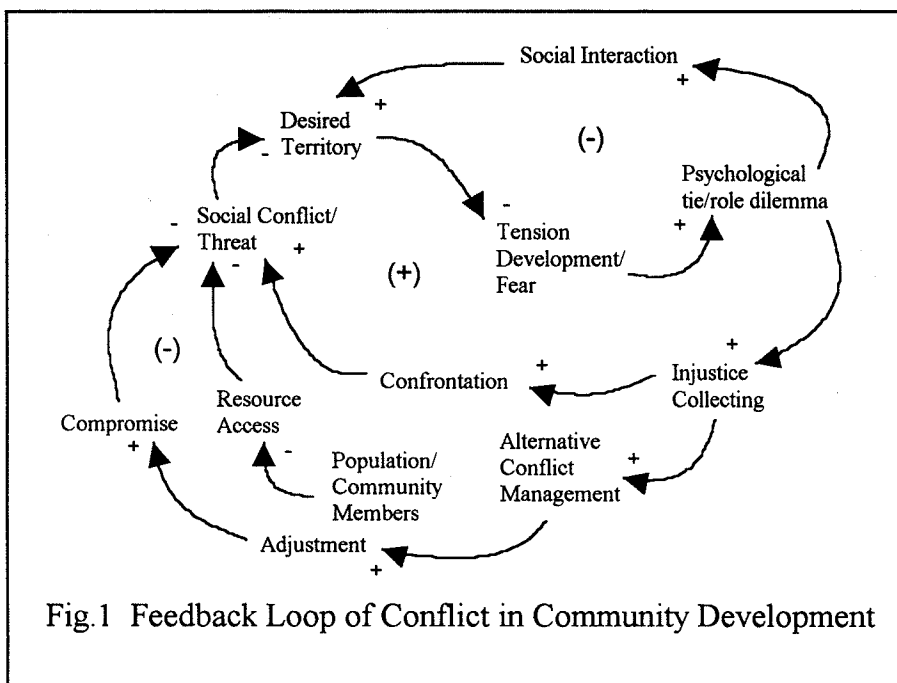 Social Interaction
+
+
Desired
Territory
-
(-)
Psychological
tie/role dilemma
-
+
Tension
Development/
Fear
-
Social Conflict/
Threat
+
-
(+)
(-)
+
Confrontation
+
Injustice
Collecting
Resource
Access
Compromise
+
-
Alternative
Conflict
Management
+
Population/
Community
Members
Adjustment
+
Fig.1 Feedback Loop of Conflict in Community Development